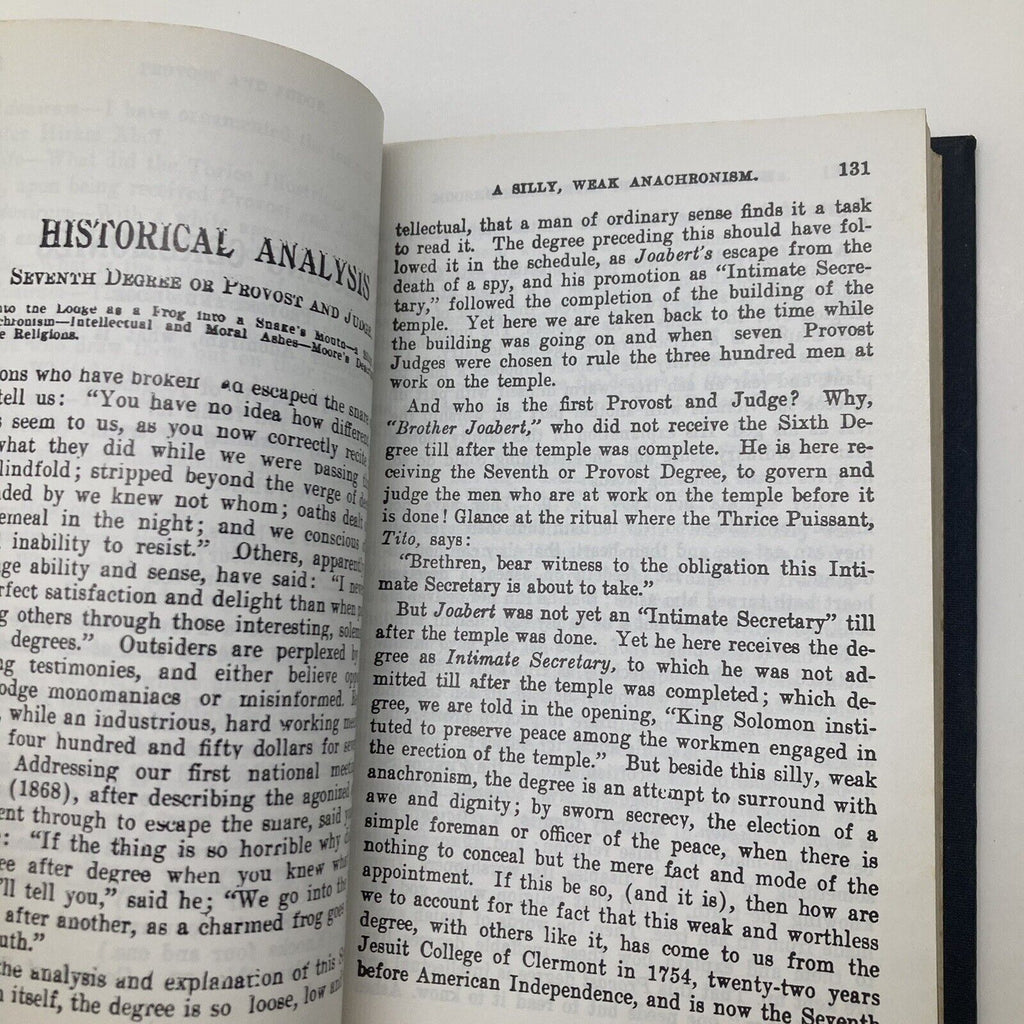 HISTORICAL ANALYSIS
SEVENTH DEGREE OR PROVOST AND JUDGE
into the Lodge as a Frog into a Snake's Mouth—a
chronism—Intellectual and Moral Ashes—Moore's
e Religions.
ons who have broken and escaped the snare
tell us: "You have no idea how different
s seem to us, as you now correctly recite
what they did while we were passing
lindfold; stripped beyond the verge of
nded by we knew not whom; oaths dealt
emeal in the night; and we conscious
inability to resist." Others, apparent
ge ability and sense, have said: "I
rfect satisfaction and delight than when
g others through those interesting, solem
degrees." Outsiders are perplexed by
ng testimonies, and either believe
odge monomaniacs or misinformed.
, while an industrious, hard working
four hundred and fifty dollars for
Addressing our first national
(1868), after describing the agonized
ent through to escape the snare, said
: "If the thing is so horrible why
ee after degree when you knew
'll tell you," said he; "We go into
after another, as a charmed frog goes
uth."
he analysis and explanation of this
n itself, the degree is so loose, low and
A SILLY, WEAK ANACHRONISM. 131
tellectual, that a man of ordinary sense finds it a task
to read it. The degree preceding this should have fol-
lowed it in the schedule, as Joabert's escape from the
death of a spy, and his promotion as "Intimate Secre-
tary," followed the completion of the building of the
temple. Yet here we are taken back to the time while
the building was going on and when seven Provost
Judges were chosen to rule the three hundred men at
work on the temple.
And who is the first Provost and Judge? Why,
"Brother Joabert," who did not receive the Sixth De-
gree till after the temple was complete. He is here re-
ceiving the Seventh or Provost Degree, to govern and
judge the men who are at work on the temple before it
is done! Glance at the ritual where the Thrice Puissant,
Tito, says:
"Brethren, bear witness to the obligation this Inti-
mate Secretary is about to take."
But Joabert was not yet an "Intimate Secretary" till
after the temple was done. Yet he here receives the de-
gree as Intimate Secretary, to which he was not ad-
mitted till after the temple was completed; which de-
gree, we are told in the opening, "King Solomon insti-
tuted to preserve peace among the workmen engaged in
the erection of the temple." But beside this silly, weak
anachronism, the degree is an attempt to surround with
awe and dignity; by sworn secrecy, the election of a
simple foreman or officer of the peace, when there is
nothing to conceal but the mere fact and mode of the
appointment. If this be so, (and it is), then how are
we to account for the fact that this weak and worthless
degree, with others like it, has come to us from the
Jesuit College of Clermont in 1754, twenty-two years
before American Independence, and is now the Seventh